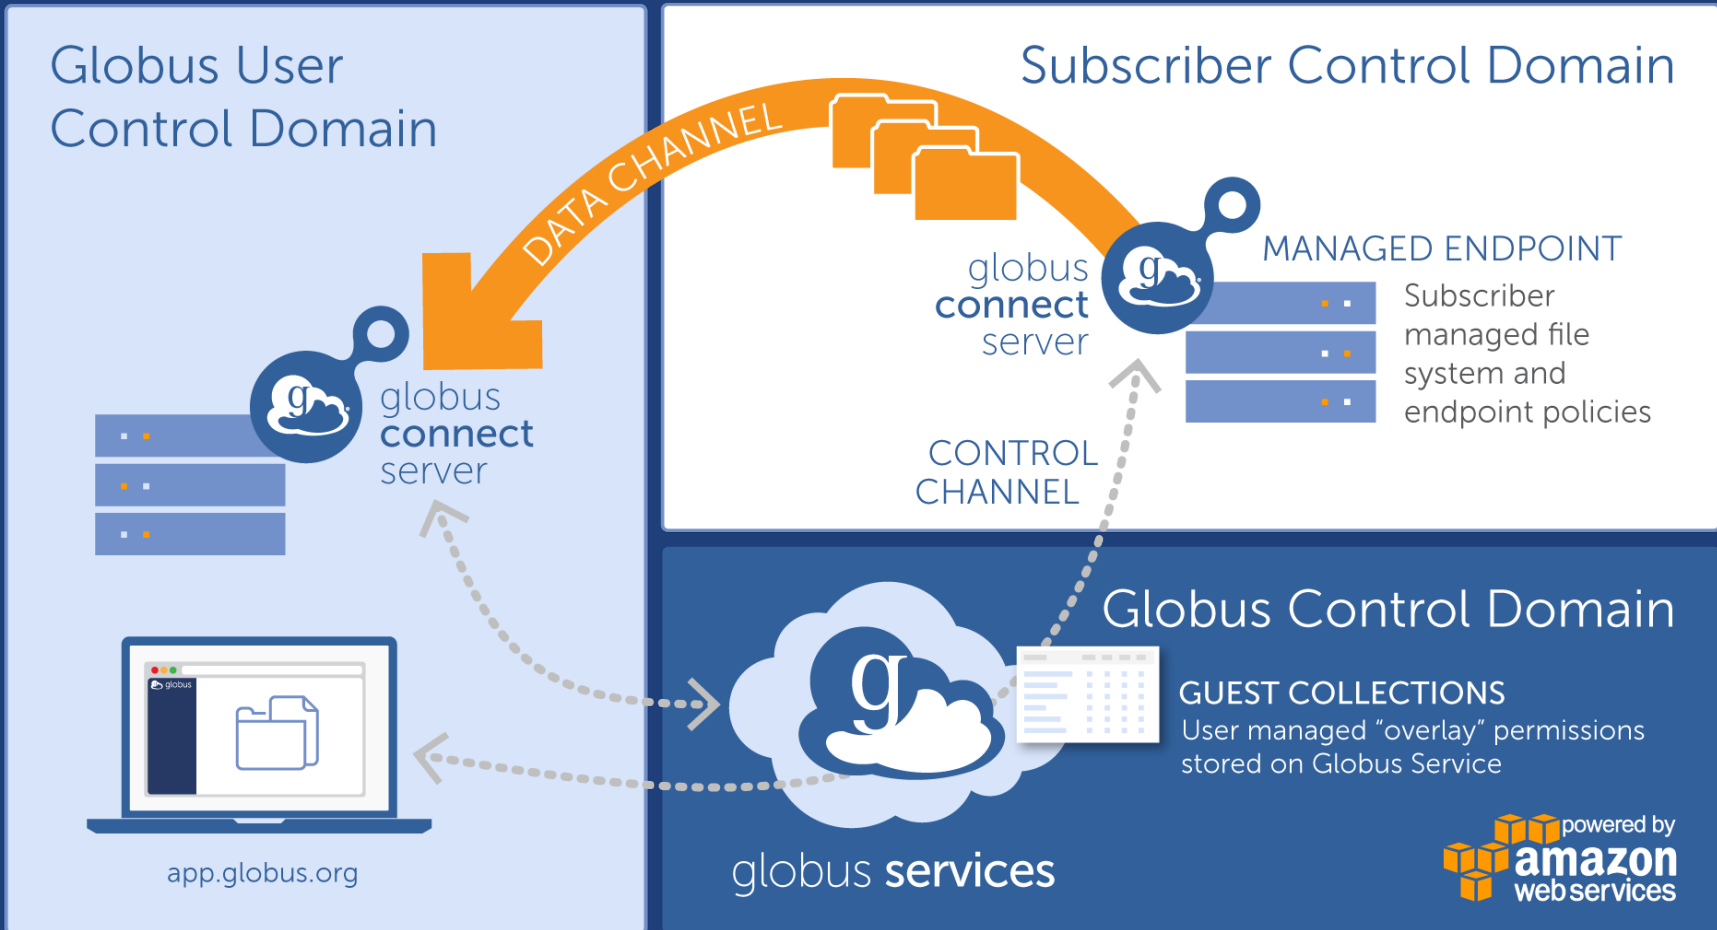 Globus User
Control Domain
Subscriber Control Domain
DATA CHANNEL
g
globus
connect
server
MANAGED ENDPOINT
Subscriber
managed file
system and
endpoint policies
g
globus
connect
server
CONTROL
CHANNEL
Globus Control Domain
g
GUEST COLLECTIONS
User managed “overlay” permissions
stored on Globus Service
globus
app.globus.org
globus services
powered by
amazon
web services